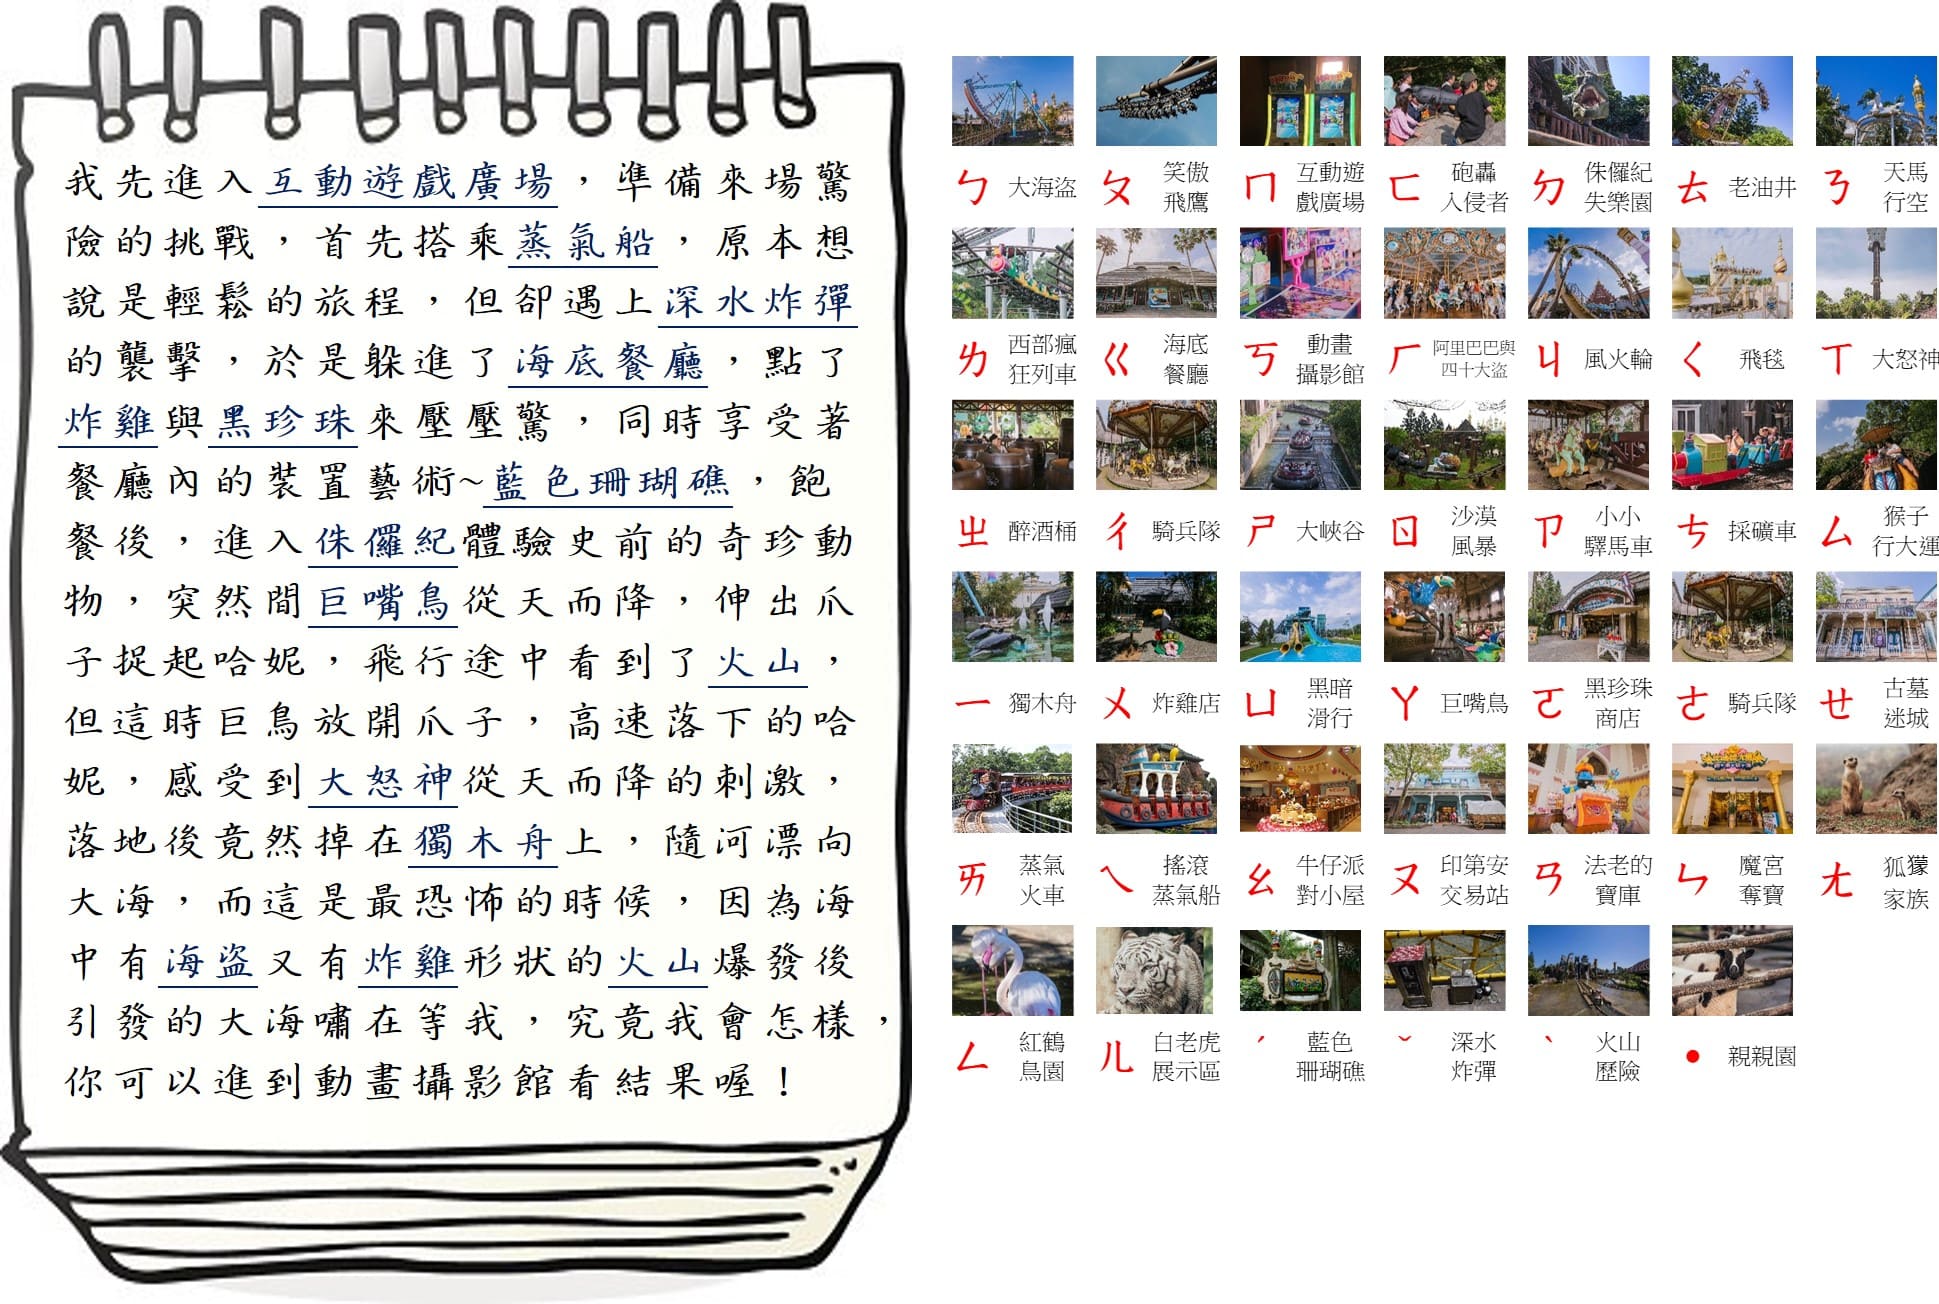 我先進入互動遊戲廣場，準備來場驚
險的挑戰，首先搭乘蒸氣船，原本想
說是輕鬆的旅程，但卻遇上深水炸彈
的襲擊，於是躲進了海底餐廳，點了
炸雞與黑珍珠來壓壓驚，同時享受著
餐廳內的裝置藝術~藍色珊瑚礁，飽
餐後，進入侏儸紀體驗史前的奇珍動
物，突然間巨嘴鳥從天而降，伸出爪
子捉起哈妮，飛行途中看到了火山，
但這時巨鳥放開爪子，高速落下的哈
妮，感受到大怒神從天而降的刺激，
落地後竟然掉在獨木舟上，隨河漂向
大海，而這是最恐怖的時候，因為海
中有海盜又有炸雞形狀的火山爆發後
引發的大海嘯在等我，究竟我會怎樣，
你可以進到動畫攝影館看結果喔！
ㄅ 大海盜
ㄆ 笑傲
飛鷹
ㄇ 互動遊
戲廣場
ㄈ 砲轟
入侵者
ㄉ 侏儸紀
失樂園
ㄊ 老油井
ㄋ 天馬
行空
ㄌ 西部瘋
狂列車
ㄍ 海底
餐廳
ㄎ 動畫
攝影館
ㄏ 阿里巴巴與
四十大盜
ㄐ 風火輪
ㄑ 飛毯
ㄒ 大怒神
ㄓ 醉酒桶
ㄔ 騎兵隊
ㄕ 大峽谷
ㄖ 沙漠
風暴
ㄗ 小小
驛馬車
ㄘ 採礦車
ㄙ 猴子
行大運
ㄧ 獨木舟
ㄨ 炸雞店
ㄩ 黑暗
滑行
ㄚ 巨嘴鳥
ㄛ 黑珍珠
商店
ㄜ 騎兵隊
ㄝ 古墓
迷城
ㄞ 蒸氣
火車
ㄟ 搖滾
蒸氣船
ㄠ 牛仔派
對小屋
ㄡ 印第安
交易站
ㄢ 法老的
寶庫
ㄣ 魔宮
奪寶
ㄤ 狐獴
家族
ㄥ 紅鶴
鳥園
ㄦ 白老虎
展示區
ˊ 藍色
珊瑚礁
ˇ 深水
炸彈
ˋ 火山
歷險
• 親親園